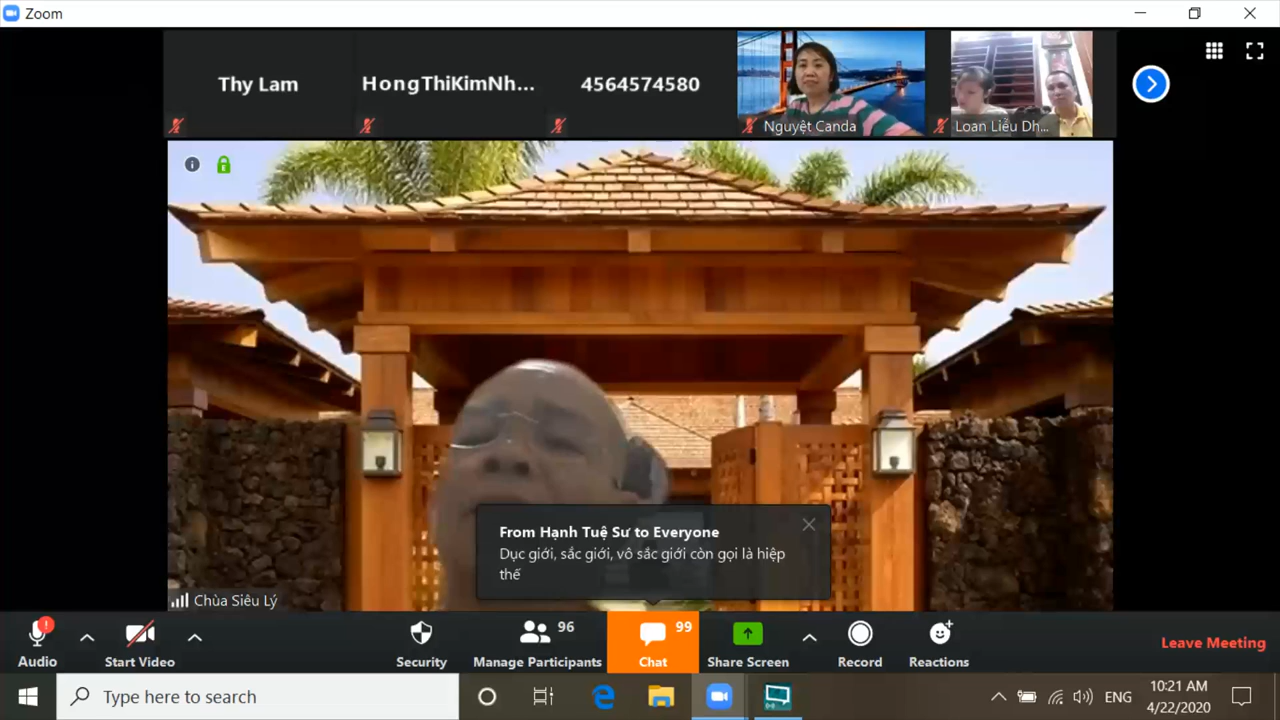 Zoom
Thy Lam
HongThiKimNh...
4564574580
Nguyệt Canda
Loan Liễu Dh...
From Hạnh Tuệ Sư to Everyone
Dục giới, sắc giới, vô sắc giới còn gọi là hiệp
thế
Chùa Siêu Lý
96
99
Audio
Start Video
Security
Manage Participants
Chat
Share Screen
Record
Reactions
Leave Meeting
Type here to search
ENG
10:21 AM
4/22/2020